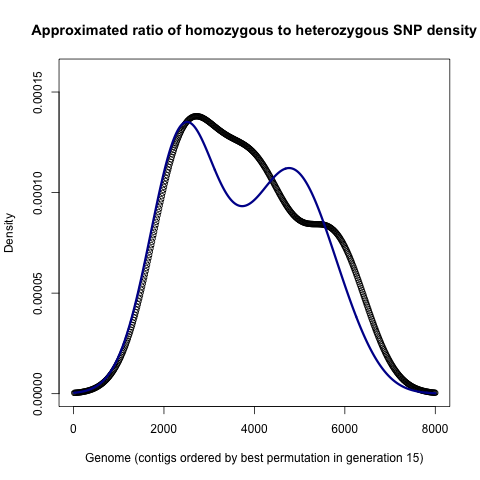 Approximated ratio of homozygous to heterozygous SNP density
Density
0.00015
0.00010
0.00005
0.00000
0 2000 4000 6000 8000
Genome (contigs ordered by best permutation in generation 15)